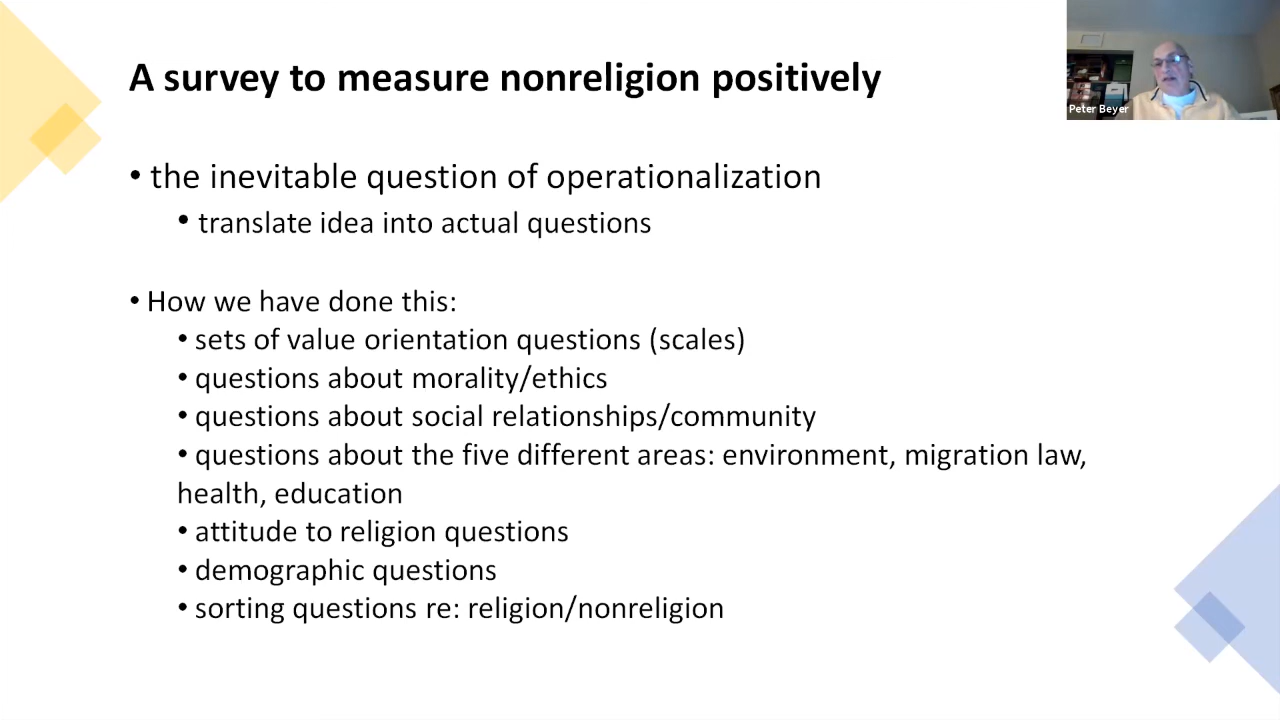 A survey to measure nonreligion positively
Peter Beyer
• the inevitable question of operationalization
• translate idea into actual questions
• How we have done this:
• sets of value orientation questions (scales)
• questions about morality/ethics
• questions about social relationships/community
• questions about the five different areas: environment, migration law,
health, education
• attitude to religion questions
• demographic questions
• sorting questions re: religion/nonreligion